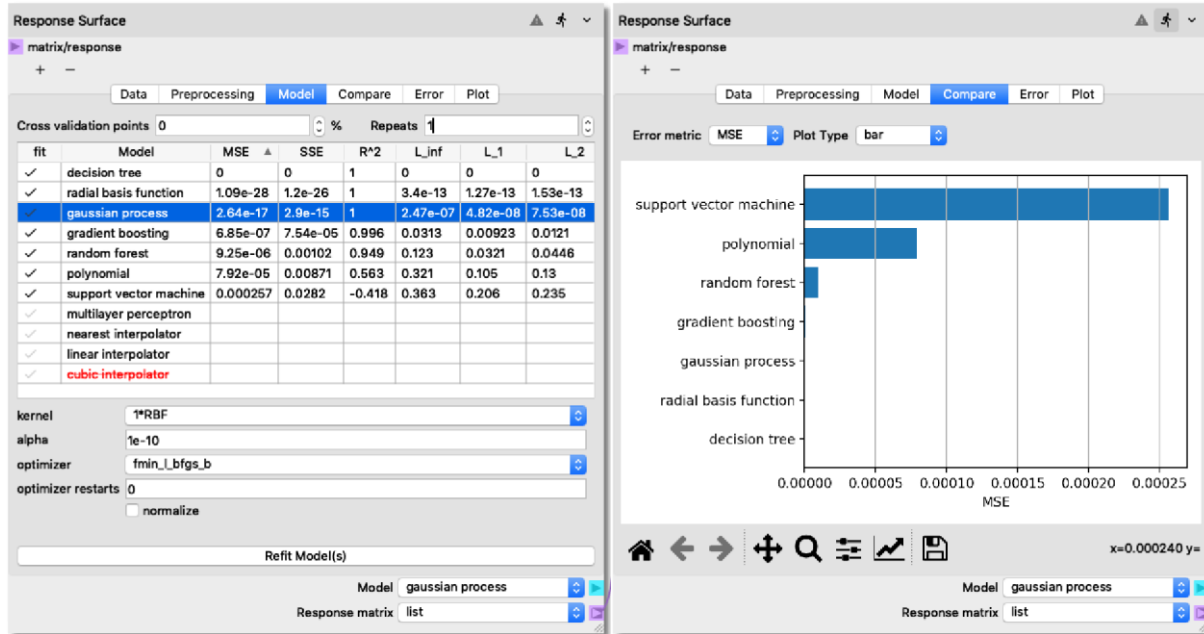 Response Surface
matrix/response
+ −
Data Preprocessing Model Compare Error Plot
Cross validation points 0 % Repeats 1
fit Model MSE SSE R^2 L_inf L_1 L_2
decision tree 0 0 1 0 0 0
radial basis function 1.09e-28 1.2e-26 1 3.4e-13 1.27e-13 1.53e-13
gaussian process 2.64e-17 2.9e-15 1 2.47e-07 4.82e-08 7.53e-08
gradient boosting 6.85e-07 7.54e-05 0.996 0.0313 0.00923 0.0121
random forest 9.25e-06 0.00102 0.949 0.123 0.0321 0.0446
polynomial 7.92e-05 0.00871 0.563 0.321 0.105 0.13
support vector machine 0.000257 0.0282 -0.418 0.363 0.206 0.235
multilayer perceptron
nearest interpolator
linear interpolator
cubic interpolator
kernel 1*RBF
alpha 1e-10
optimizer fmin_l_bfgs_b
optimizer restarts 0
normalize
Refit Model(s)
Model gaussian process
Response matrix list
Response Surface
matrix/response
+ −
Data Preprocessing Model Compare Error Plot
Error metric MSE Plot Type bar
support vector machine
polynomial
random forest
gradient boosting
gaussian process
radial basis function
decision tree
0.00000 0.00005 0.00010 0.00015 0.00020 0.00025
MSE
x=0.000240 y=
Model gaussian process
Response matrix list